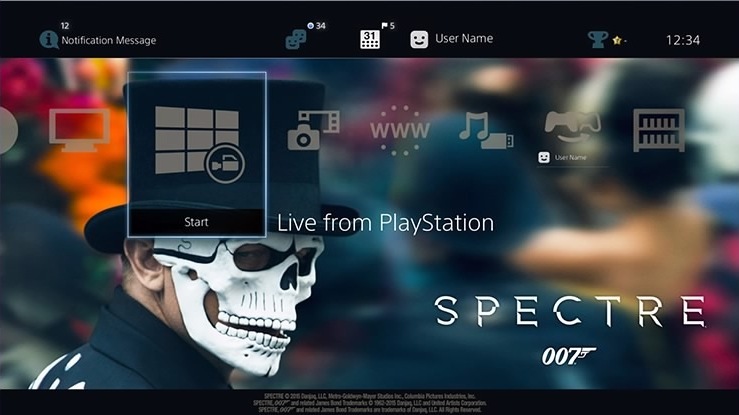 12
Notification Message
34
5
31
User Name
-
12:34
WWW
User Name
Start
Live from PlayStation
SPECTRE
007
SPECTRE © 2015 Danjaq, LLC, Metro-Goldwyn-Mayer Studios Inc., Columbia Pictures Industries, Inc.
SPECTRE, 007 and related James Bond Trademarks © 1962-2015 Danjaq, LLC and United Artists Corporation.
SPECTRE, 007 and related James Bond Trademarks are trademarks of Danjaq, LLC. All Rights Reserved.